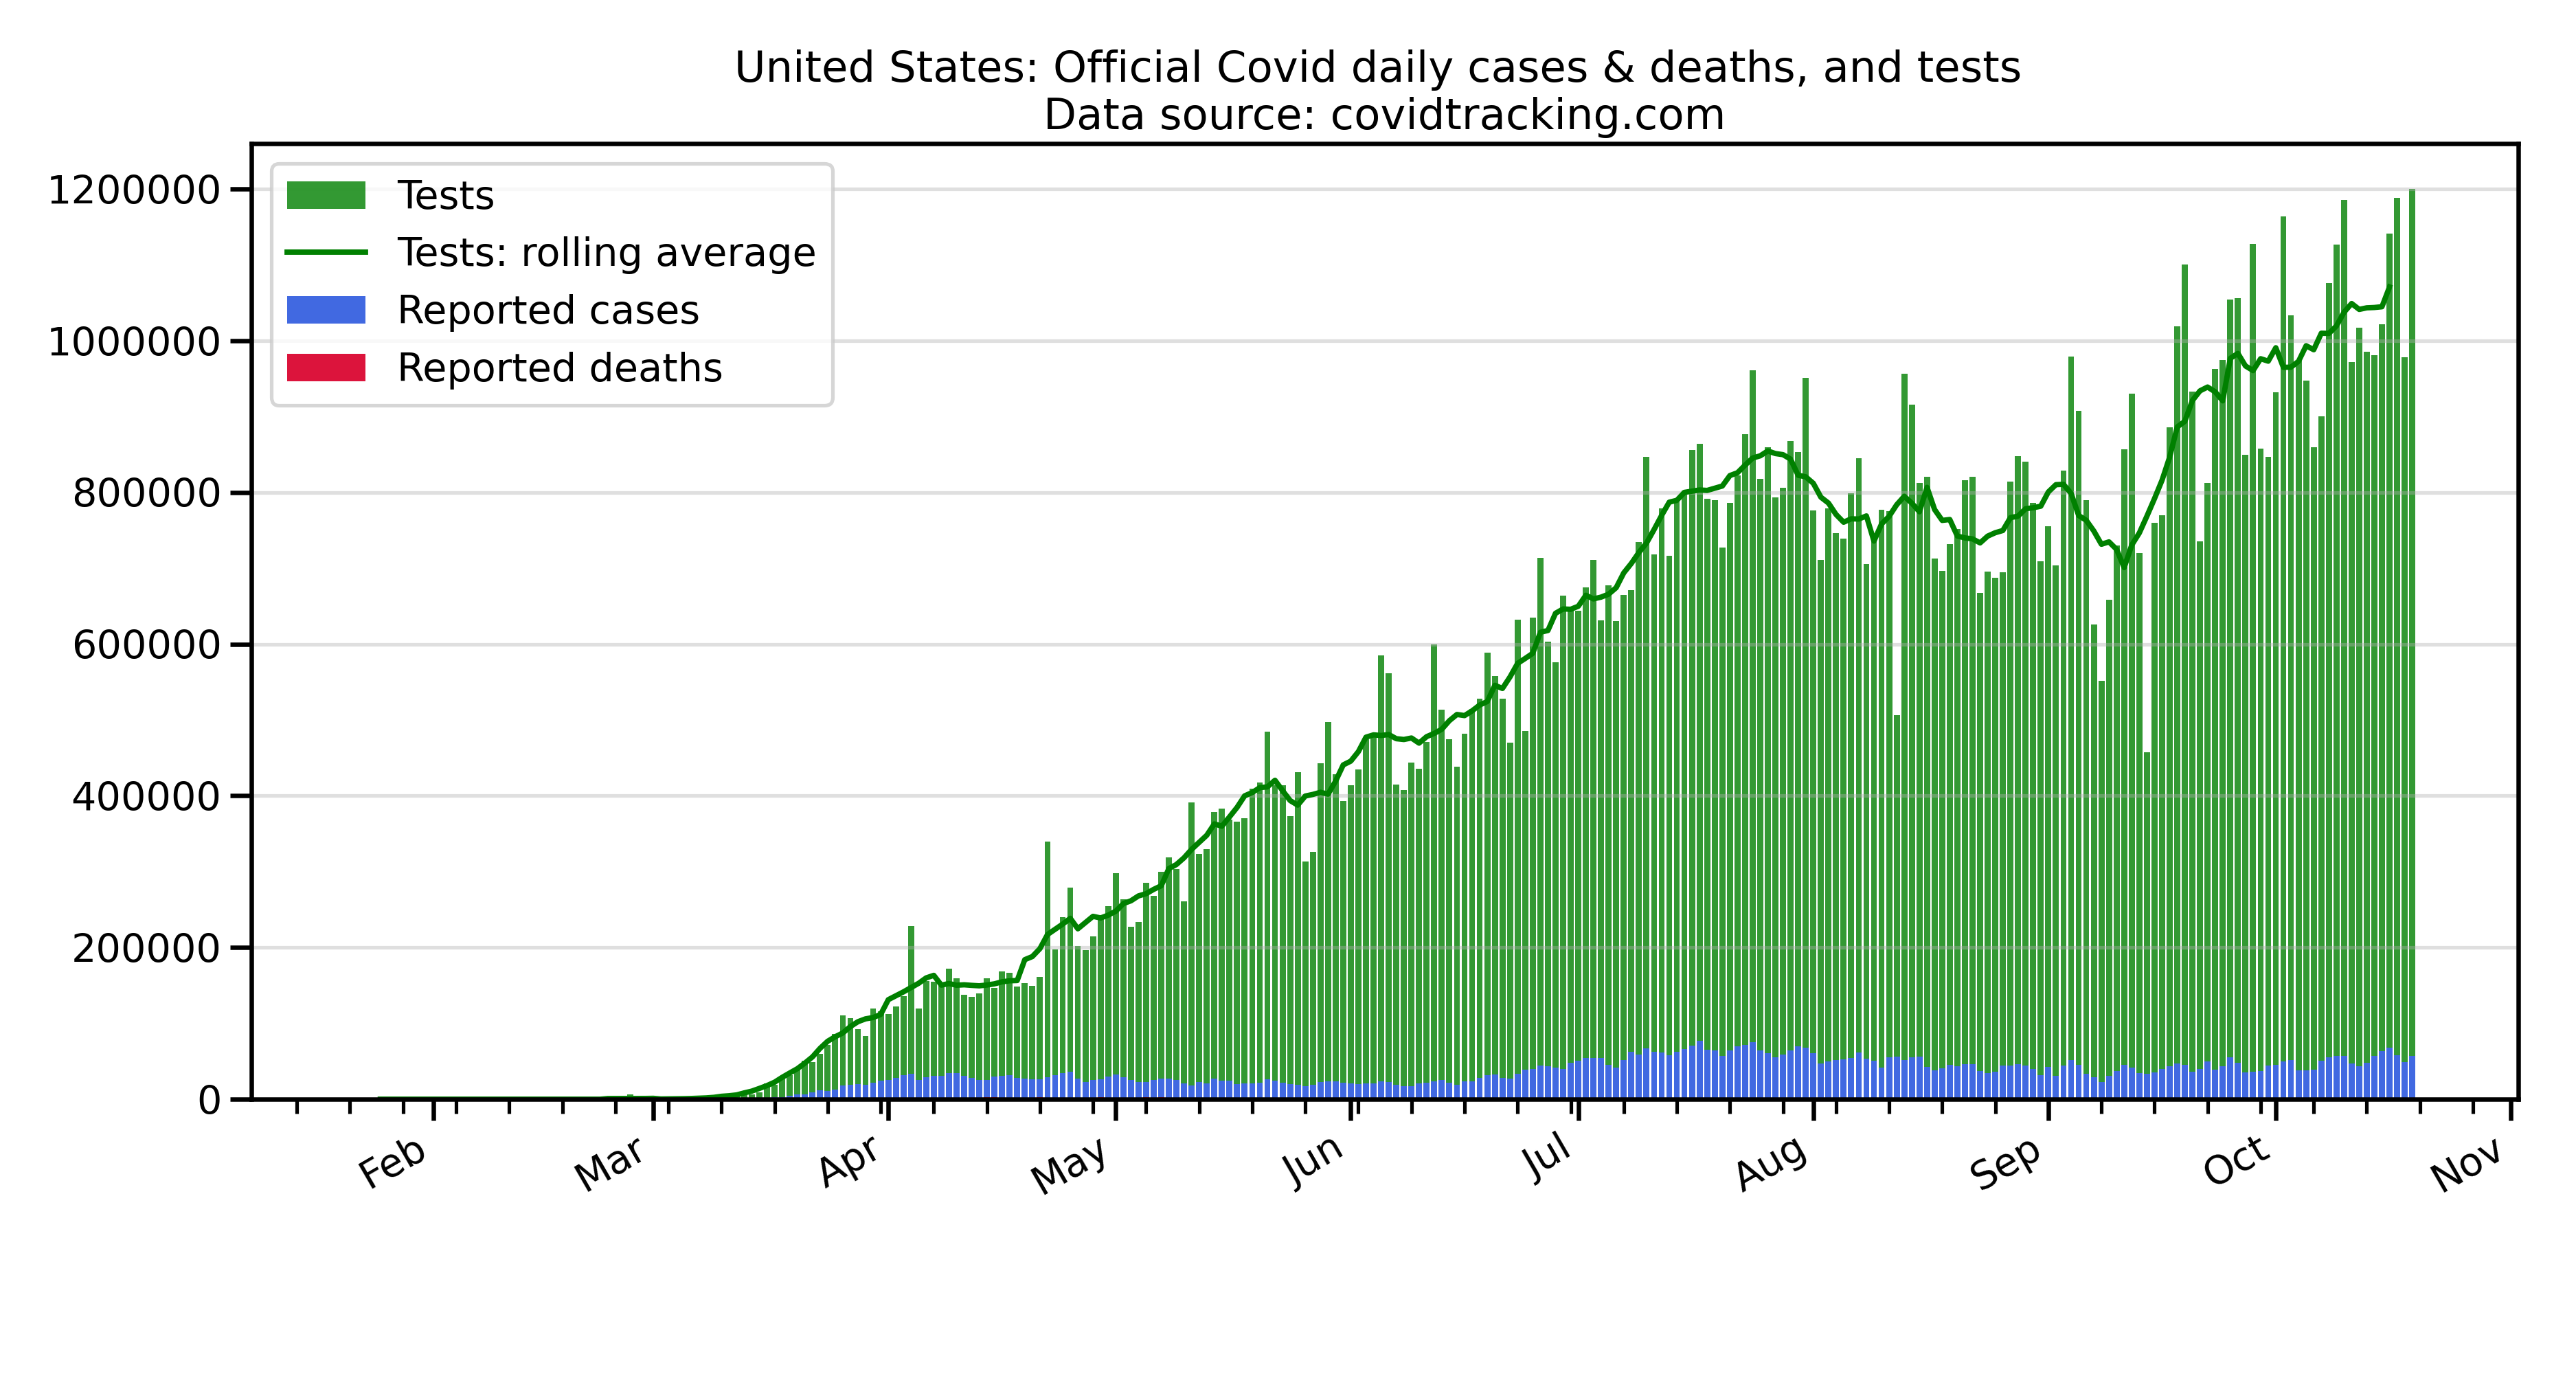 United States: Official Covid daily cases & deaths, and tests
Data source: covidtracking.com
1200000
1000000
800000
600000
400000
200000
0
Tests
Tests: rolling average
Reported cases
Reported deaths
Feb
Mar
Apr
May
Jun
Jul
Aug
Sep
Oct
Nov